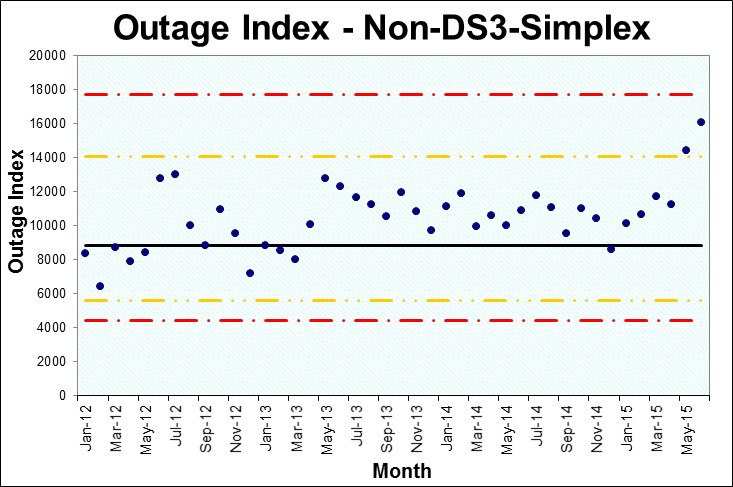 Outage Index - Non-DS3-Simplex
20000
18000
16000
14000
12000
10000
8000
6000
4000
2000
0
Outage Index
Jan-12
Mar-12
May-12
Jul-12
Sep-12
Nov-12
Jan-13
Mar-13
May-13
Jul-13
Sep-13
Nov-13
Jan-14
Mar-14
May-14
Jul-14
Sep-14
Nov-14
Jan-15
Mar-15
May-15
Month